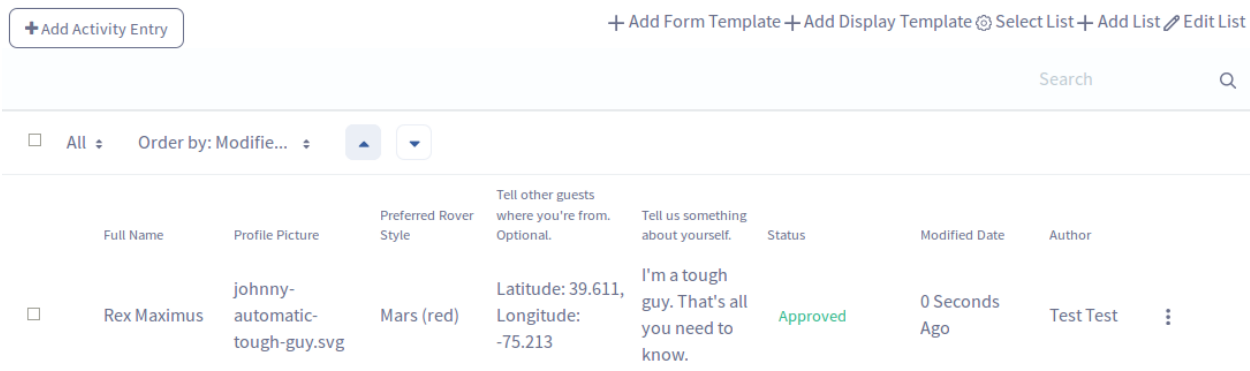 Add Activity Entry
Add Form Template Add Display Template Select List Add List Edit List
Search
All Order by: Modifie...
Full Name
Profile Picture
Preferred Rover
Style
Tell other guests
where you're from.
Optional.
Tell us something
about yourself.
Status
Modified Date
Author
Rex Maximus
johnny-
automatic-
tough-guy.svg
Mars (red)
Latitude: 39.611,
Longitude:
-75.213
I'm a tough
guy. That's all
you need to
know.
Approved
0 Seconds
Ago
Test Test